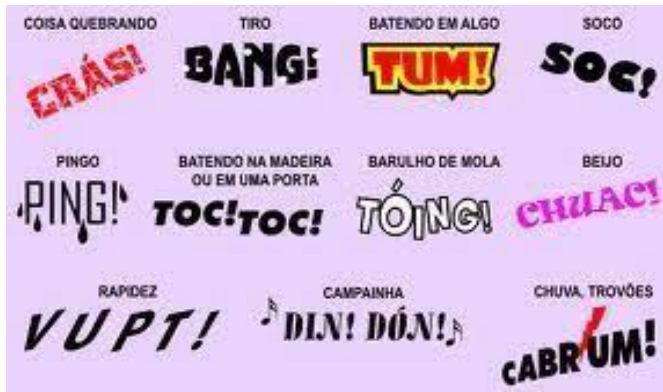 COISA QUEBRANDO
CRÁS!
TIRO
BANG!
BATENDO EM ALGO
TUM!
SOCO
SOC!
PINGO
PING!
BATENDO NA MADEIRA
OU EM UMA PORTA
TOC! TOC!
BARULHO DE MOLA
TÓING!
BEIJO
CHUAC!
RAPIDEZ
VUPT!
CAMPAINHA
DIN! DÓN!
CHUVA, TROVÕES
CABRUM!